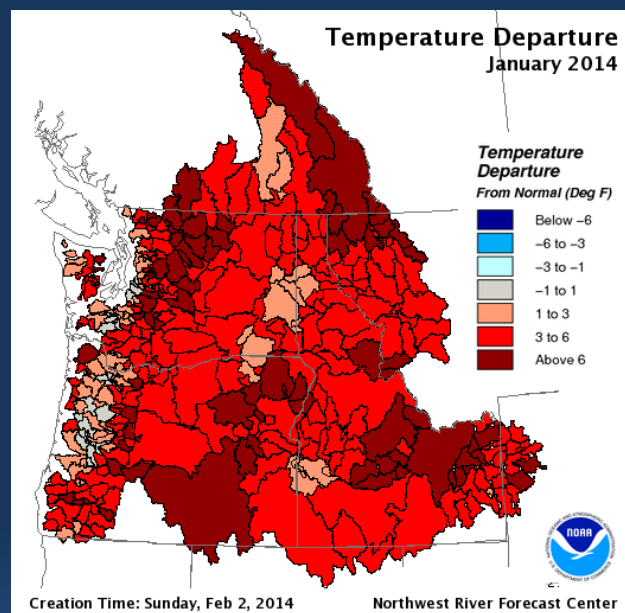 Temperature Departure
January 2014
Temperature
Departure
From Normal (Deg F)
Below -6
-6 to -3
-3 to -1
-1 to 1
1 to 3
3 to 6
Above 6
NOAA
Creation Time: Sunday, Feb 2, 2014
Northwest River Forecast Center